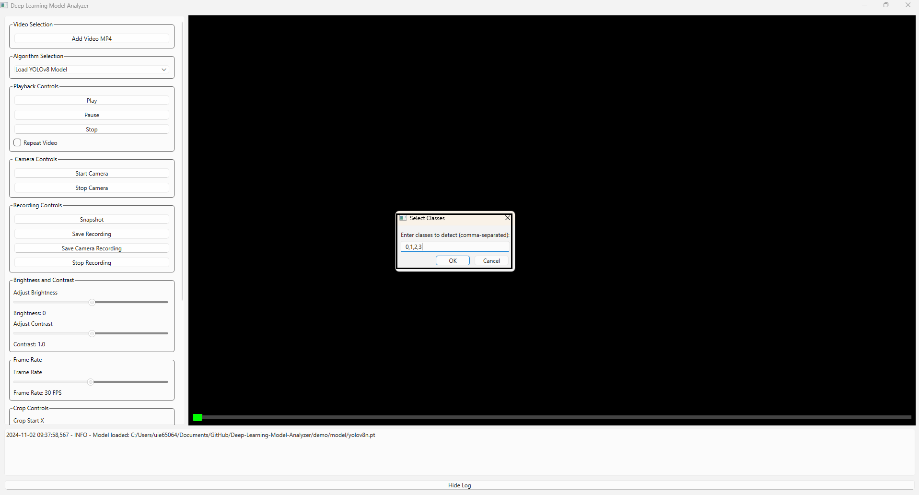 Deep Learning Model Analyzer
Video Selection
Add Video MP4
Algorithm Selection
Load YOLOv8 Model
Playback Controls
Play
Pause
Stop
Repeat Video
Camera Controls
Start Camera
Stop Camera
Recording Controls
Snapshot
Save Recording
Save Camera Recording
Stop Recording
Brightness and Contrast
Adjust Brightness
Brightness: 0
Adjust Contrast
Contrast: 1.0
Frame Rate
Frame Rate
Frame Rate: 30 FPS
Crop Controls
Crop Start X
Select Classes
Enter classes to detect (comma-separated):
0,1,2,3
OK
Cancel
2024-11-02 09:37:58,567 - INFO - Model loaded: C:/Users/uie65064/Documents/GitHub/Deep-Learning-Model-Analyzer/demo/model/yolov8n.pt
Hide Log